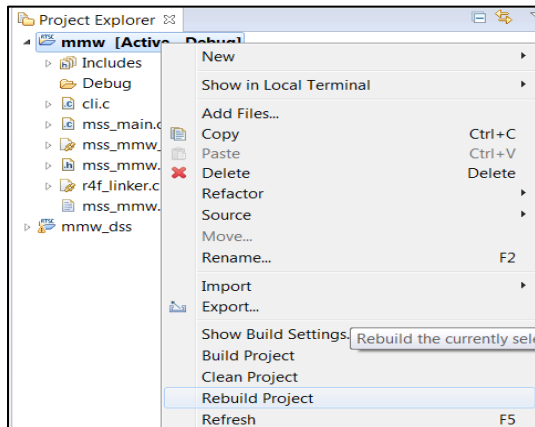 Project Explorer
mmw [Active - Debug]
New
Includes
Debug
Show in Local Terminal
cli.c
Add Files...
mss_main.c
Copy Ctrl+C
mss_mmw_
Paste Ctrl+V
mss_mmw.
Delete Delete
r4f_linker.c
Refactor
mss_mmw.
Source
mmw_dss
Move...
Rename... F2
Import
Export...
Show Build Settings.
Rebuild the currently sele
Build Project
Clean Project
Rebuild Project
Refresh F5